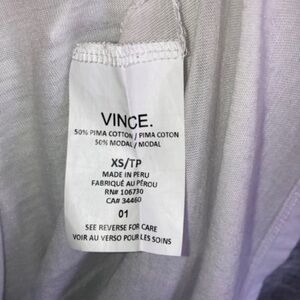 VINCE.
50% PIMA COTTON / PIMA COTON
50% MODAL / MODAL
XS/TP
MADE IN PERU
FABRIQUÉ AU PÉROU
RN# 106730
CA# 34460
01
SEE REVERSE FOR CARE
VOIR AU VERSO POUR LES SOINS